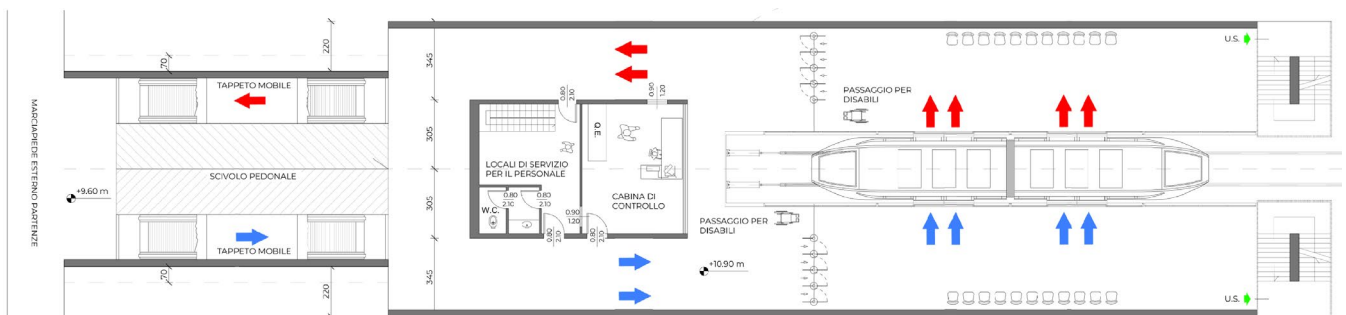 MARCIAPIEDE ESTERNO PARTENZE
+9.60 m
70
220
TAPPETO MOBILE
SCIVOLO PEDONALE
TAPPETO MOBILE
70
220
345
305
305
345
0.80
2.10
0.90
1.20
Q.E.
LOCALI DI SERVIZIO
PER IL PERSONALE
W.C.
0.80
2.10
0.80
2.10
0.90
1.20
0.80
2.10
0.80
2.10
CABINA DI
CONTROLLO
PASSAGGIO PER
DISABILI
PASSAGGIO PER
DISABILI
+10.90 m
U.S.
U.S.